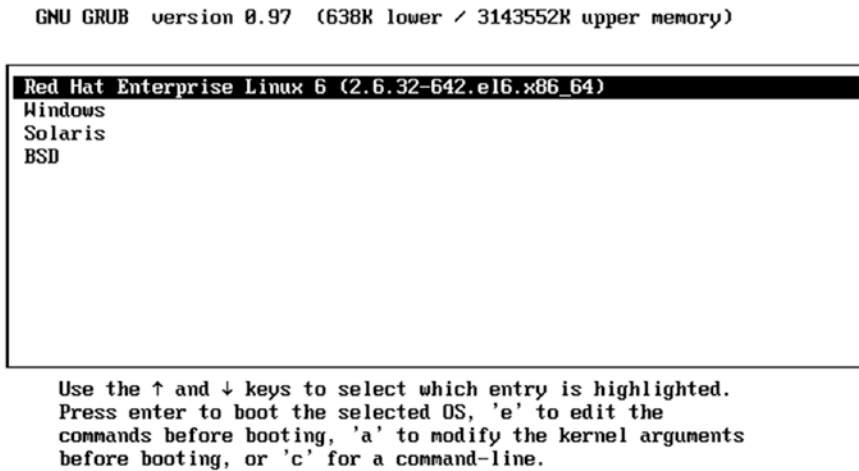 GNU GRUB  version 0.97  (638K lower / 3143552K upper memory)
Red Hat Enterprise Linux 6 (2.6.32-642.el6.x86_64)
Windows
Solaris
BSD
Use the ↑ and ↓ keys to select which entry is highlighted.
Press enter to boot the selected OS, 'e' to edit the
commands before booting, 'a' to modify the kernel arguments
before booting, or 'c' for a command-line.